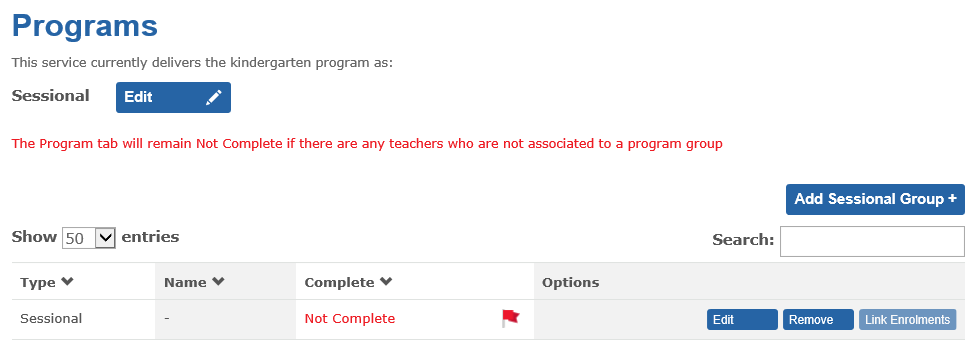 Programs
This service currently delivers the kindergarten program as:
Sessional Edit
The Program tab will remain Not Complete if there are any teachers who are not associated to a program group
Add Sessional Group +
Show 50 entries Search:
Type Name Complete Options
Sessional - Not Complete Edit Remove Link Enrolments